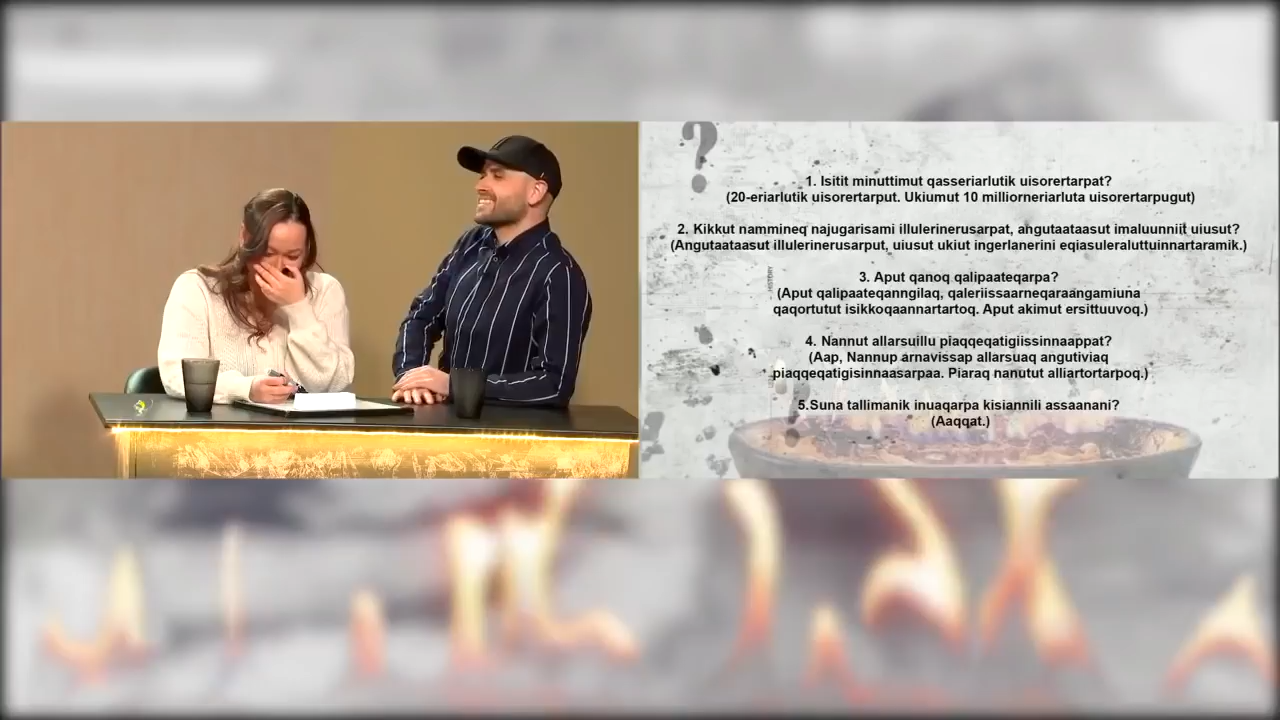 1. Isitit minuttimut qasseriarlutik uisorertarpat?
(20-eriarlutik uisorertarput. Ukiumut 10 milliorneriarluta uisorertarpugut)
2. Kikkut nammineq najugarisami illulerinerusarpat, angutaataasut imaluunniit uiusut?
(Angutaataasut illulerinerusarput, uiusut ukiut ingerlanerini eqiasuleraluttuinnartaramik.)
3. Aput qanoq qalipaateqarpa?
(Aput qalipaateqanngilaq, qaleriissaarneqaraangamiuna
qaqortutut isikkoqaannartartoq. Aput akimut ersittuuvoq.)
4. Nannut allarsuillu piaqqeqatigiissinnaappat?
(Aap, Nannup arnavissap allarsuaq angutiviaq
piaqqeqatigisinnaasarpaa. Piaraq nanutut alliartortarpoq.)
5.Suna tallimanik inuaqarpa kisiannili assaanani?
(Aaqqat.)
HISTORY